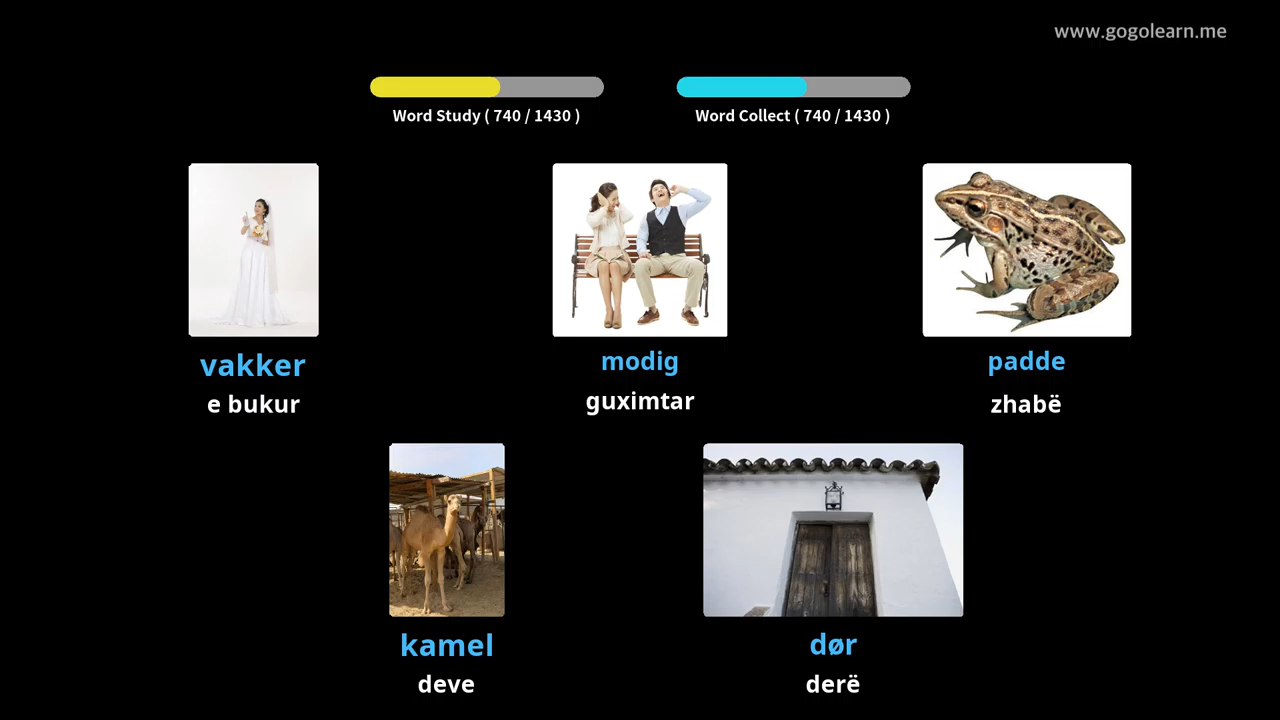 www.gogolearn.me
Word Study ( 740 / 1430 )
Word Collect ( 740 / 1430 )
vakker
modig
padde
e bukur
guximtar
zhabë
kamel
dør
deve
derë